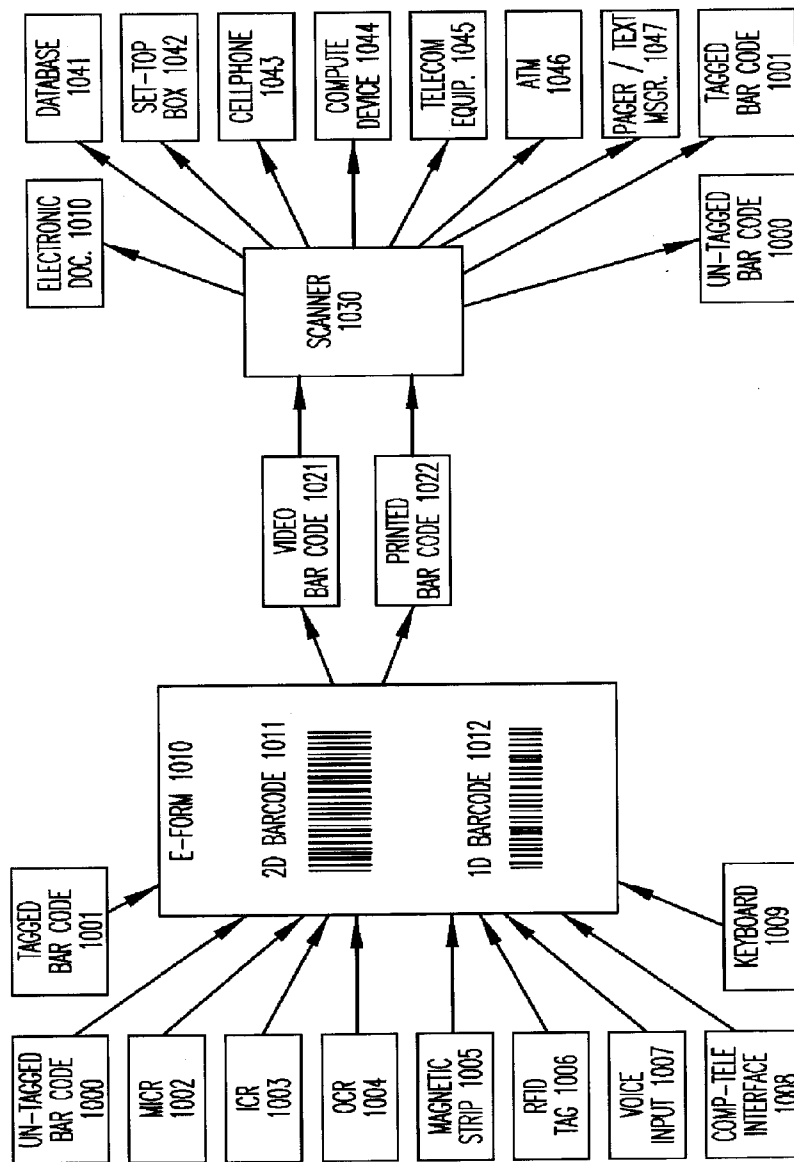 TAGGED
BAR CODE
1001
UN-TAGGED
BAR CODE
1000
MICR
1002
ICR
1003
OCR
1004
MAGNETIC
STRIP 1005
RFID
TAG 1006
VOICE
INPUT 1007
COMP-TELE
INTERFACE
1008
KEYBOARD
1009
E-FORM 1010
2D BARCODE 1011
1D BARCODE 1012
VIDEO
BAR CODE 1021
PRINTED
BAR CODE 1022
SCANNER
1030
ELECTRONIC
DOC. 1010
DATABASE
1041
SET-TOP
BOX 1042
CELLPHONE
1043
COMPUTE
DEVICE 1044
TELECOM
EQUIP. 1045
ATM
1046
PAGER / TEXT
MSGR. 1047
TAGGED
BAR CODE
1001
UN-TAGGED
BAR CODE
1000